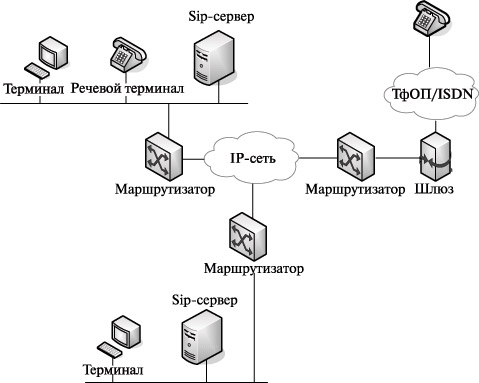 Sip-сервер
Терминал
Речевой терминал
ТфОП/ISDN
IP-сеть
Маршрутизатор
Маршрутизатор
Шлюз
Маршрутизатор
Sip-сервер
Терминал